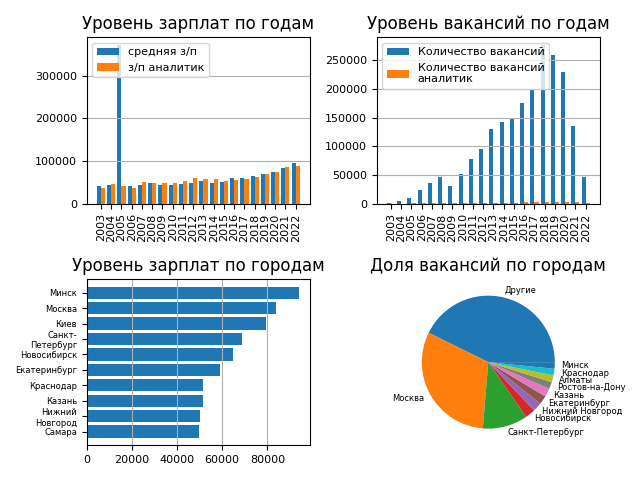 Уровень зарплат по годам
средняя з/п
з/п аналитик
300000
200000
100000
0
2003
2004
2005
2006
2007
2008
2009
2010
2011
2012
2013
2014
2015
2016
2017
2018
2019
2020
2021
2022
Уровень вакансий по годам
Количество вакансий
Количество вакансий
аналитик
250000
200000
150000
100000
50000
0
2003
2004
2005
2006
2007
2008
2009
2010
2011
2012
2013
2014
2015
2016
2017
2018
2019
2020
2021
2022
Уровень зарплат по городам
Минск
Москва
Киев
Санкт-
Петербург
Новосибирск
Екатеринбург
Краснодар
Казань
Нижний
Новгород
Самара
0
20000
40000
60000
80000
Доля вакансий по городам
Другие
Москва
Санкт-Петербург
Новосибирск
Нижний Новгород
Екатеринбург
Казань
Ростов-на-Дону
Алматы
Краснодар
Минск